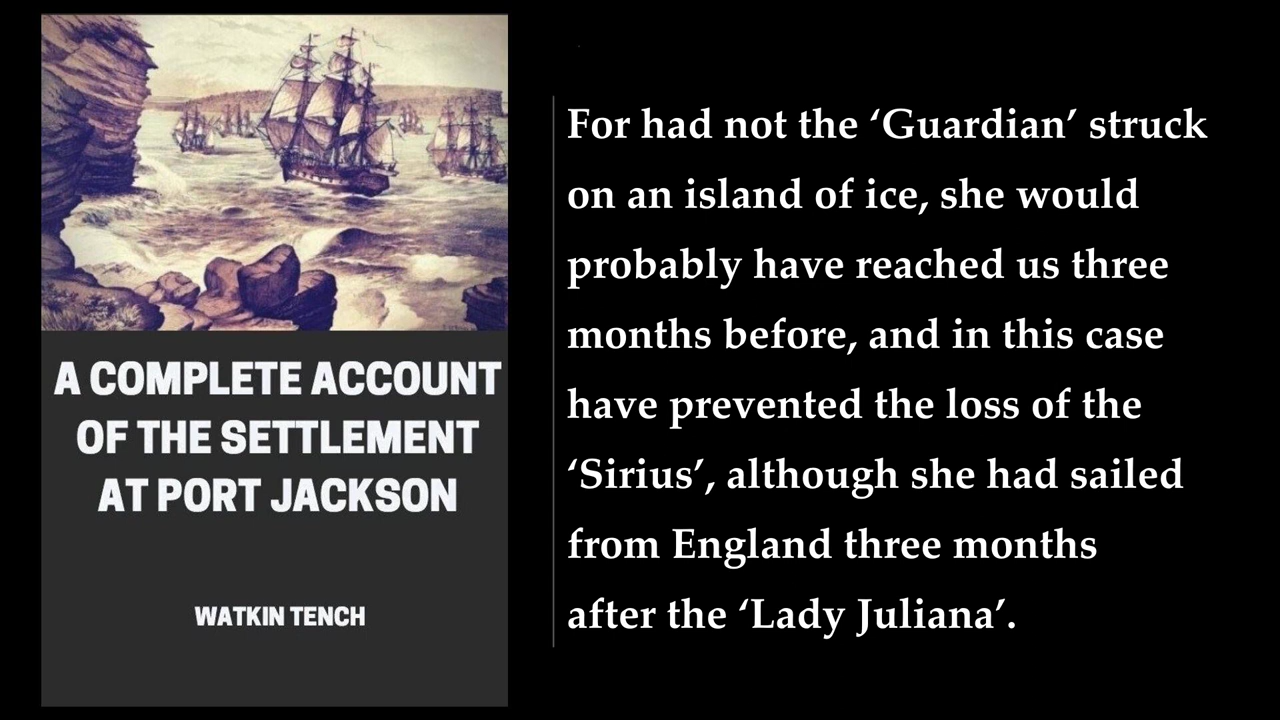 A COMPLETE ACCOUNT
OF THE SETTLEMENT
AT PORT JACKSON
WATKIN TENCH
For had not the ‘Guardian’ struck
on an island of ice, she would
probably have reached us three
months before, and in this case
have prevented the loss of the
‘Sirius’, although she had sailed
from England three months
after the ‘Lady Juliana’.